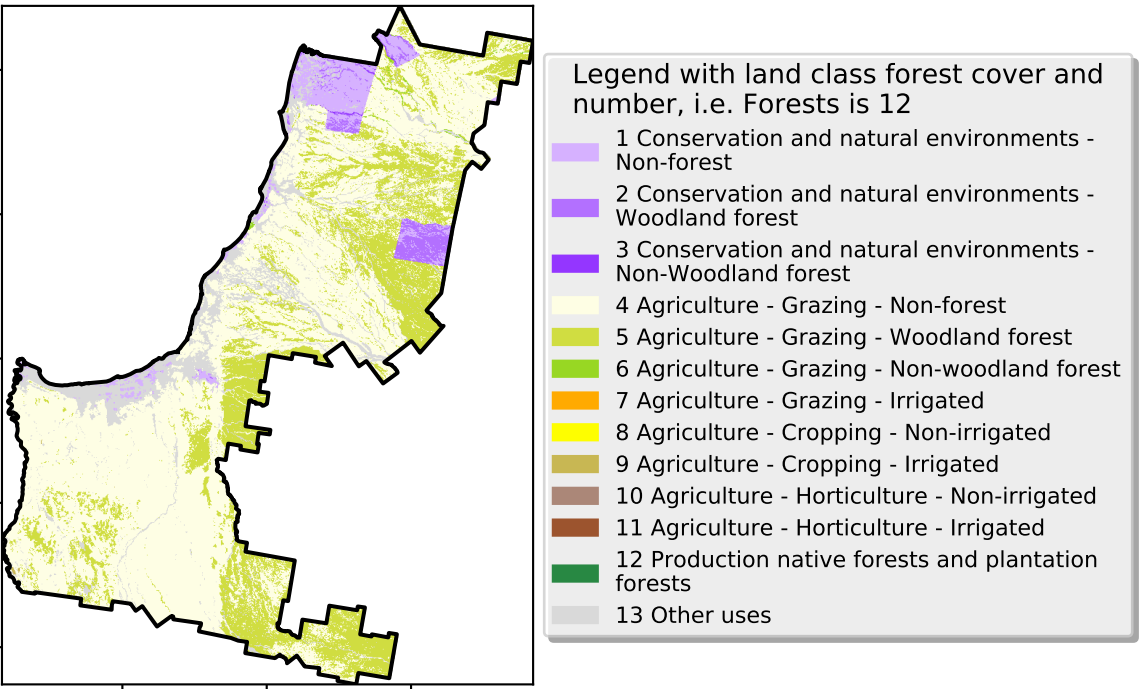 Legend with land class forest cover and
number, i.e. Forests is 12
1 Conservation and natural environments -
Non-forest
2 Conservation and natural environments -
Woodland forest
3 Conservation and natural environments -
Non-Woodland forest
4 Agriculture - Grazing - Non-forest
5 Agriculture - Grazing - Woodland forest
6 Agriculture - Grazing - Non-woodland forest
7 Agriculture - Grazing - Irrigated
8 Agriculture - Cropping - Non-irrigated
9 Agriculture - Cropping - Irrigated
10 Agriculture - Horticulture - Non-irrigated
11 Agriculture - Horticulture - Irrigated
12 Production native forests and plantation
forests
13 Other uses